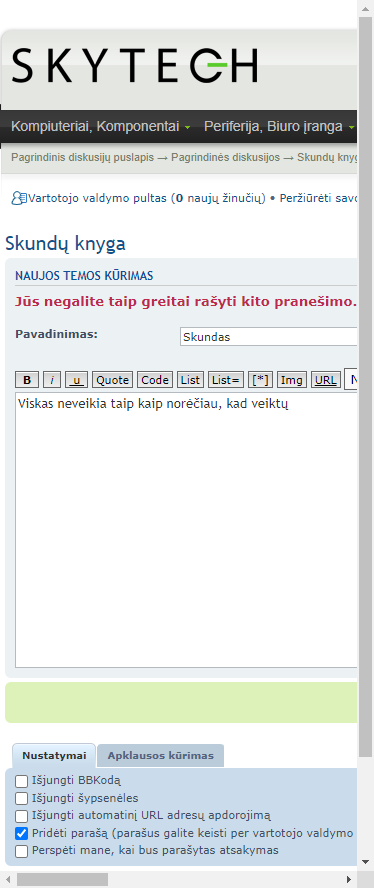 SKYTECH
Kompiuteriai, Komponentai Periferija, Biuro įranga
Pagrindinis diskusijų puslapis → Pagrindinės diskusijos → Skundų knyg
Vartotojo valdymo pultas (0 naujų žinučių) • Peržiūrėti savo
Skundų knyga
NAUJOS TEMOS KŪRIMAS
Jūs negalite taip greitai rašyti kito pranešimo.
Pavadinimas: Skundas
B i u Quote Code List List= [*] Img URL N
Viskas neveikia taip kaip norėčiau, kad veiktų
Nustatymai Apklausos kūrimas
Išjungti BBKodą
Išjungti šypsenėles
Išjungti automatinį URL adresų apdorojimą
Pridėti parašą (parašus galite keisti per vartotojo valdymo
Perspėti mane, kai bus parašytas atsakymas